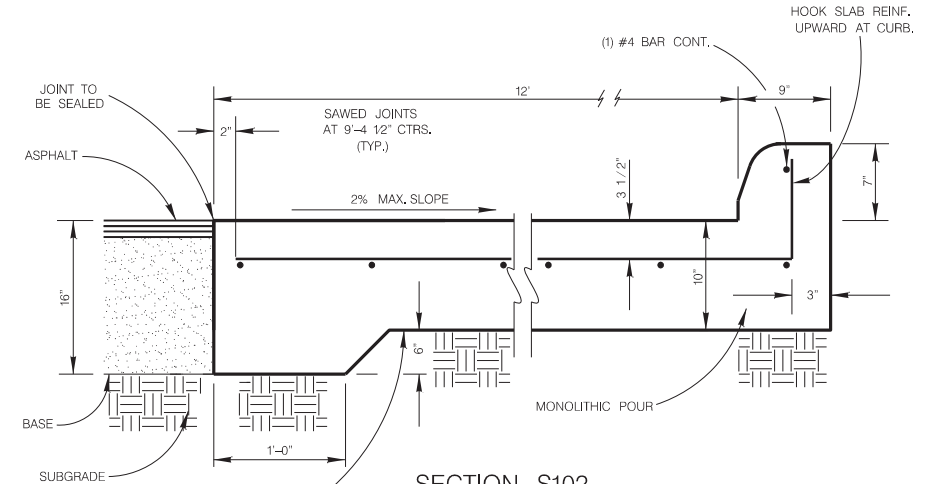 HOOK SLAB REINF.
UPWARD AT CURB.
(1) #4 BAR CONT.
JOINT TO
BE SEALED
12'
9"
SAWED JOINTS
AT 9'-4 1/2" CTRS.
(TYP.)
2"
ASPHALT
2% MAX. SLOPE
3 1/2"
7"
16"
10"
3"
6"
MONOLITHIC POUR
BASE
1'-0"
SUBGRADE
SECTION S102